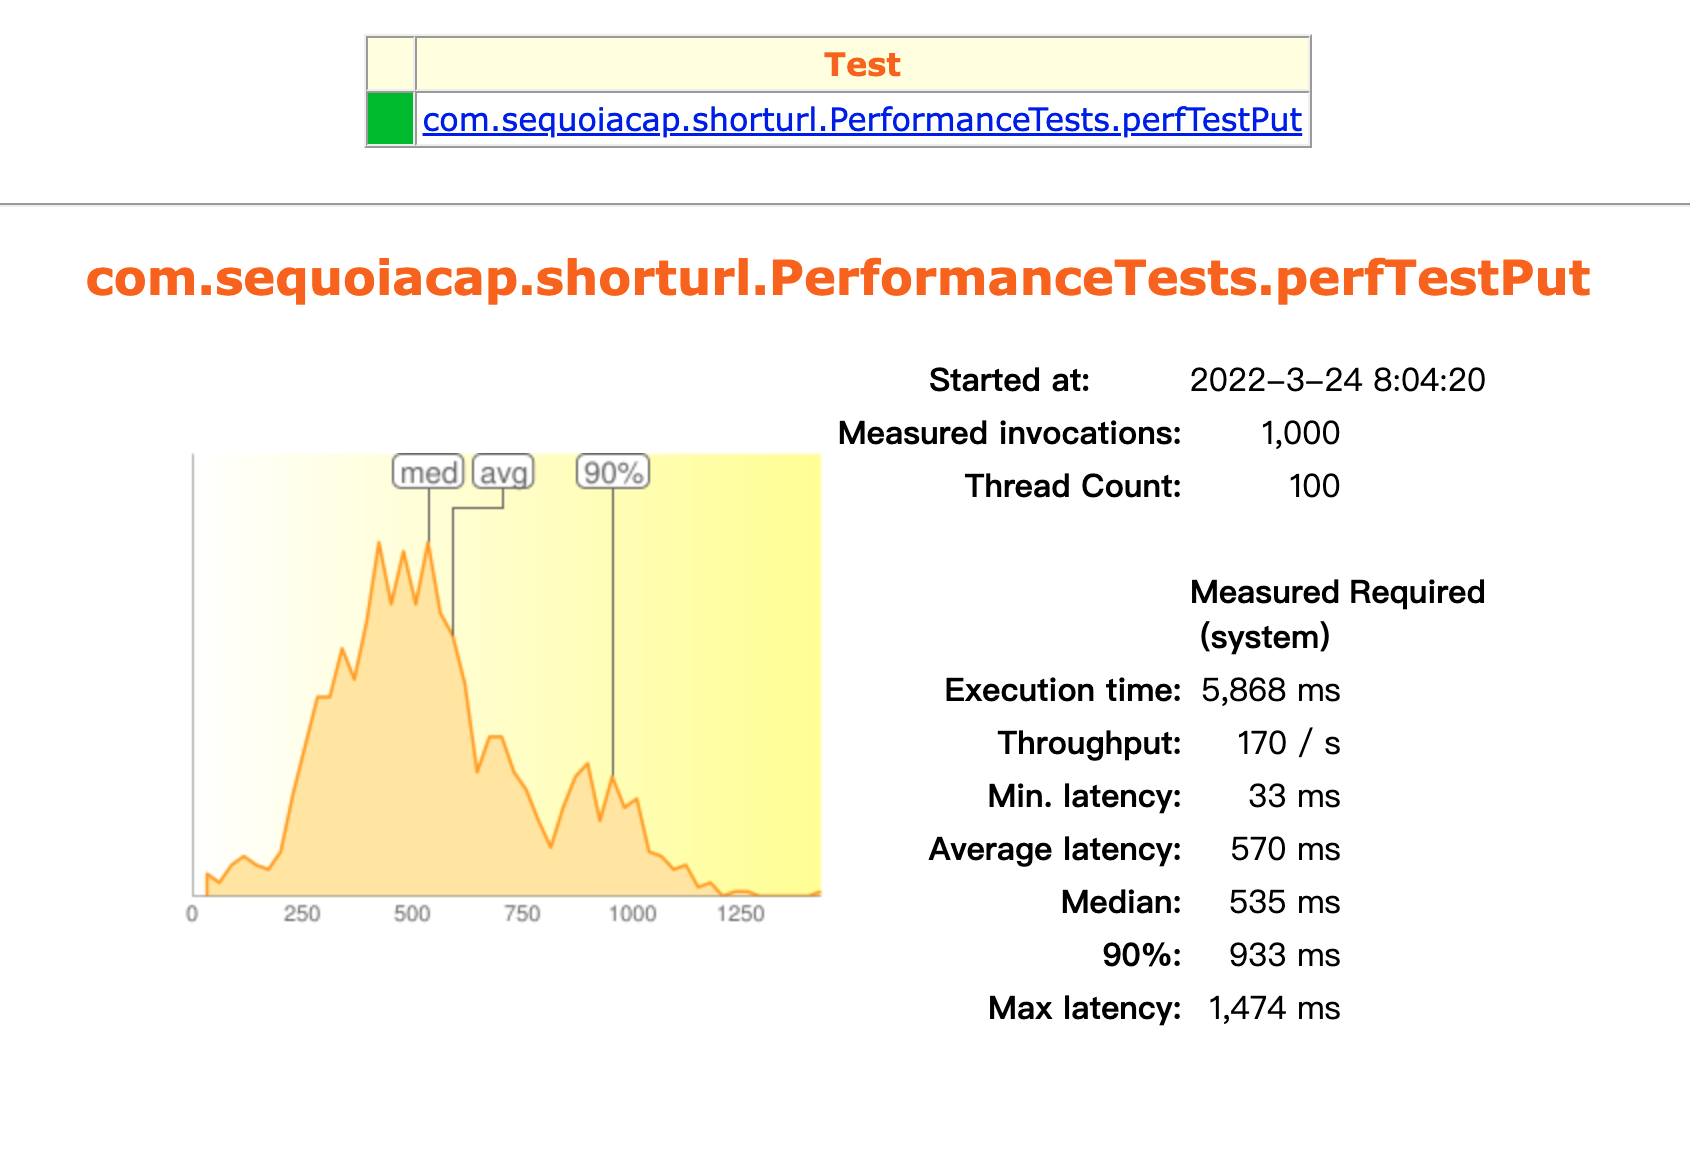 Test
com.sequoiacap.shorturl.PerformanceTests.perfTestPut
com.sequoiacap.shorturl.PerformanceTests.perfTestPut
Started at: 2022-3-24 8:04:20
Measured invocations: 1,000
Thread Count: 100
med avg 90%
Measured Required
(system)
Execution time: 5,868 ms
Throughput: 170 / s
Min. latency: 33 ms
Average latency: 570 ms
Median: 535 ms
90%: 933 ms
Max latency: 1,474 ms
0 250 500 750 1000 1250